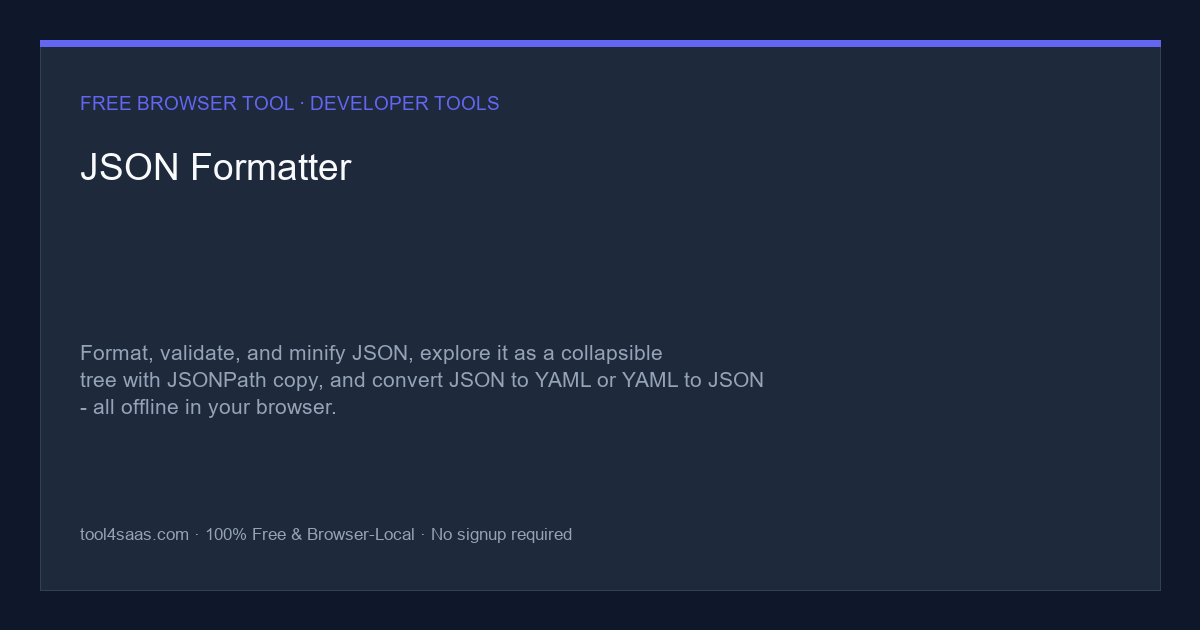 FREE BROWSER TOOL · DEVELOPER TOOLS
JSON Formatter
Format, validate, and minify JSON, explore it as a collapsible
tree with JSONPath copy, and convert JSON to YAML or YAML to JSON
- all offline in your browser.
tool4saas.com · 100% Free & Browser-Local · No signup required